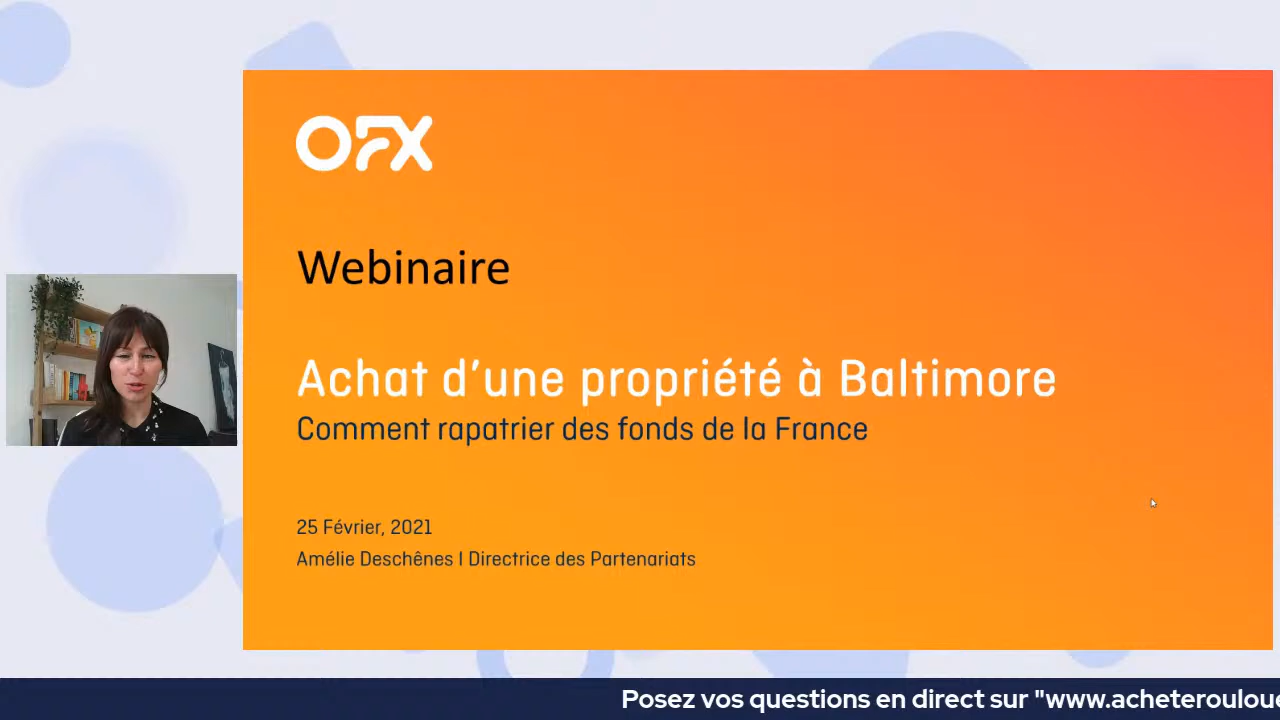 OFX
Webinaire
Achat d’une propriété à Baltimore
Comment rapatrier des fonds de la France
25 Février, 2021
Amélie Deschênes I Directrice des Partenariats
Posez vos questions en direct sur "www.acheteroulou